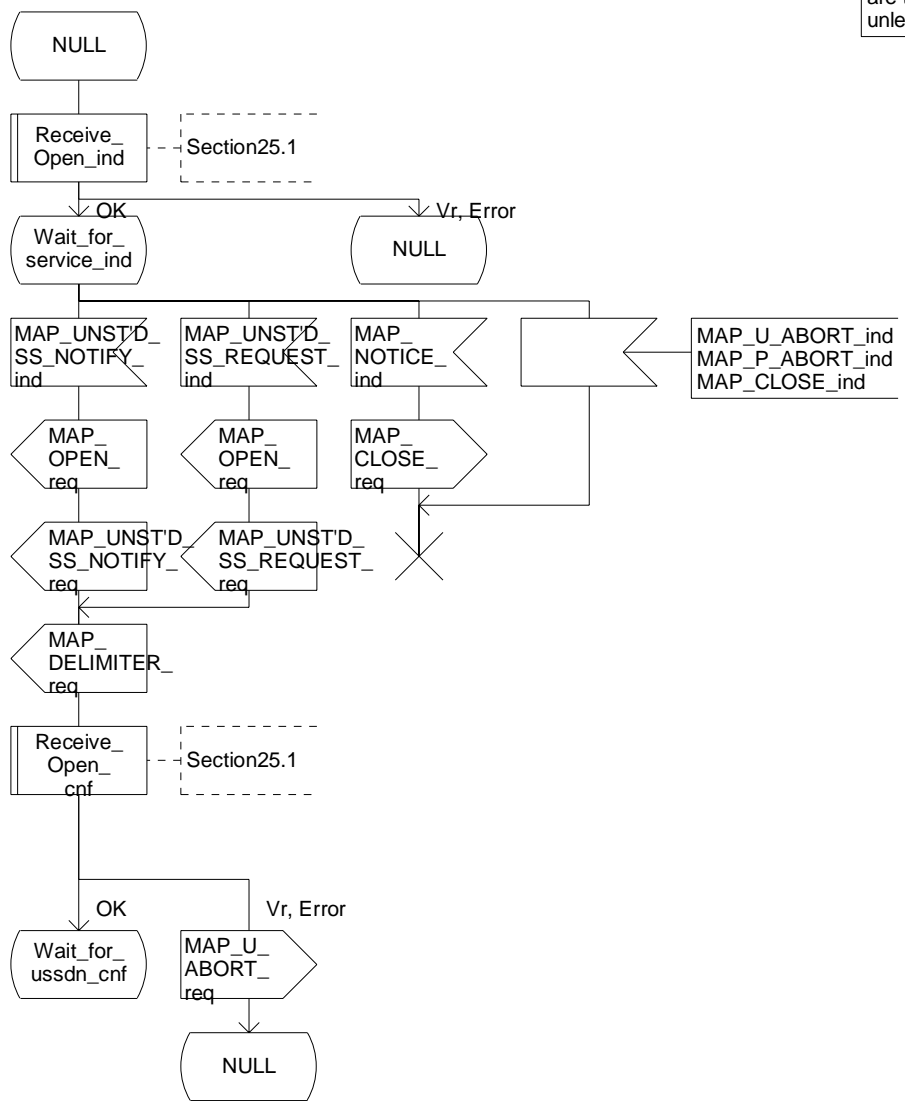 are
unle
NULL
Receive_
Open_ind
Section25.1
OK
Vr, Error
Wait_for_
service_ind
NULL
MAP_UNST'D_
SS_NOTIFY_
ind
MAP_UNST'D_
SS_REQUEST_
ind
MAP_
NOTICE_
ind
MAP_U_ABORT_ind
MAP_P_ABORT_ind
MAP_CLOSE_ind
MAP_
OPEN_
req
MAP_
OPEN_
req
MAP_
CLOSE_
req
MAP_UNST'D_
SS_NOTIFY_
req
MAP_UNST'D_
SS_REQUEST_
req
MAP_
DELIMITER_
req
Receive_
Open_
cnf
Section25.1
OK
Vr, Error
Wait_for_
ussdn_cnf
MAP_U_
ABORT_
req
NULL